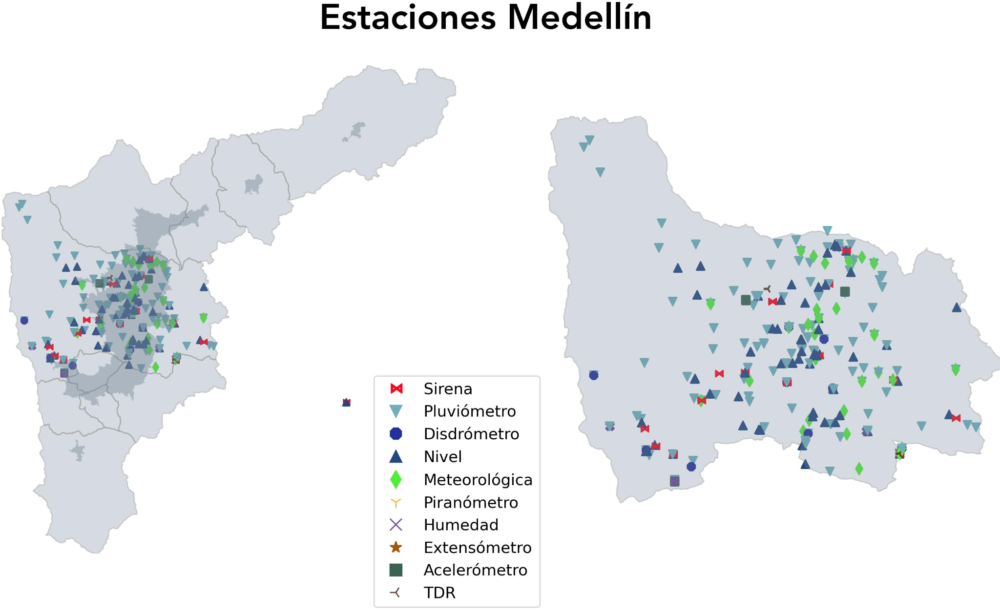 Estaciones Medellín
Sirena
Pluviómetro
Disdrómetro
Nivel
Meteorológica
Piranómetro
Humedad
Extensómetro
Acelerómetro
TDR